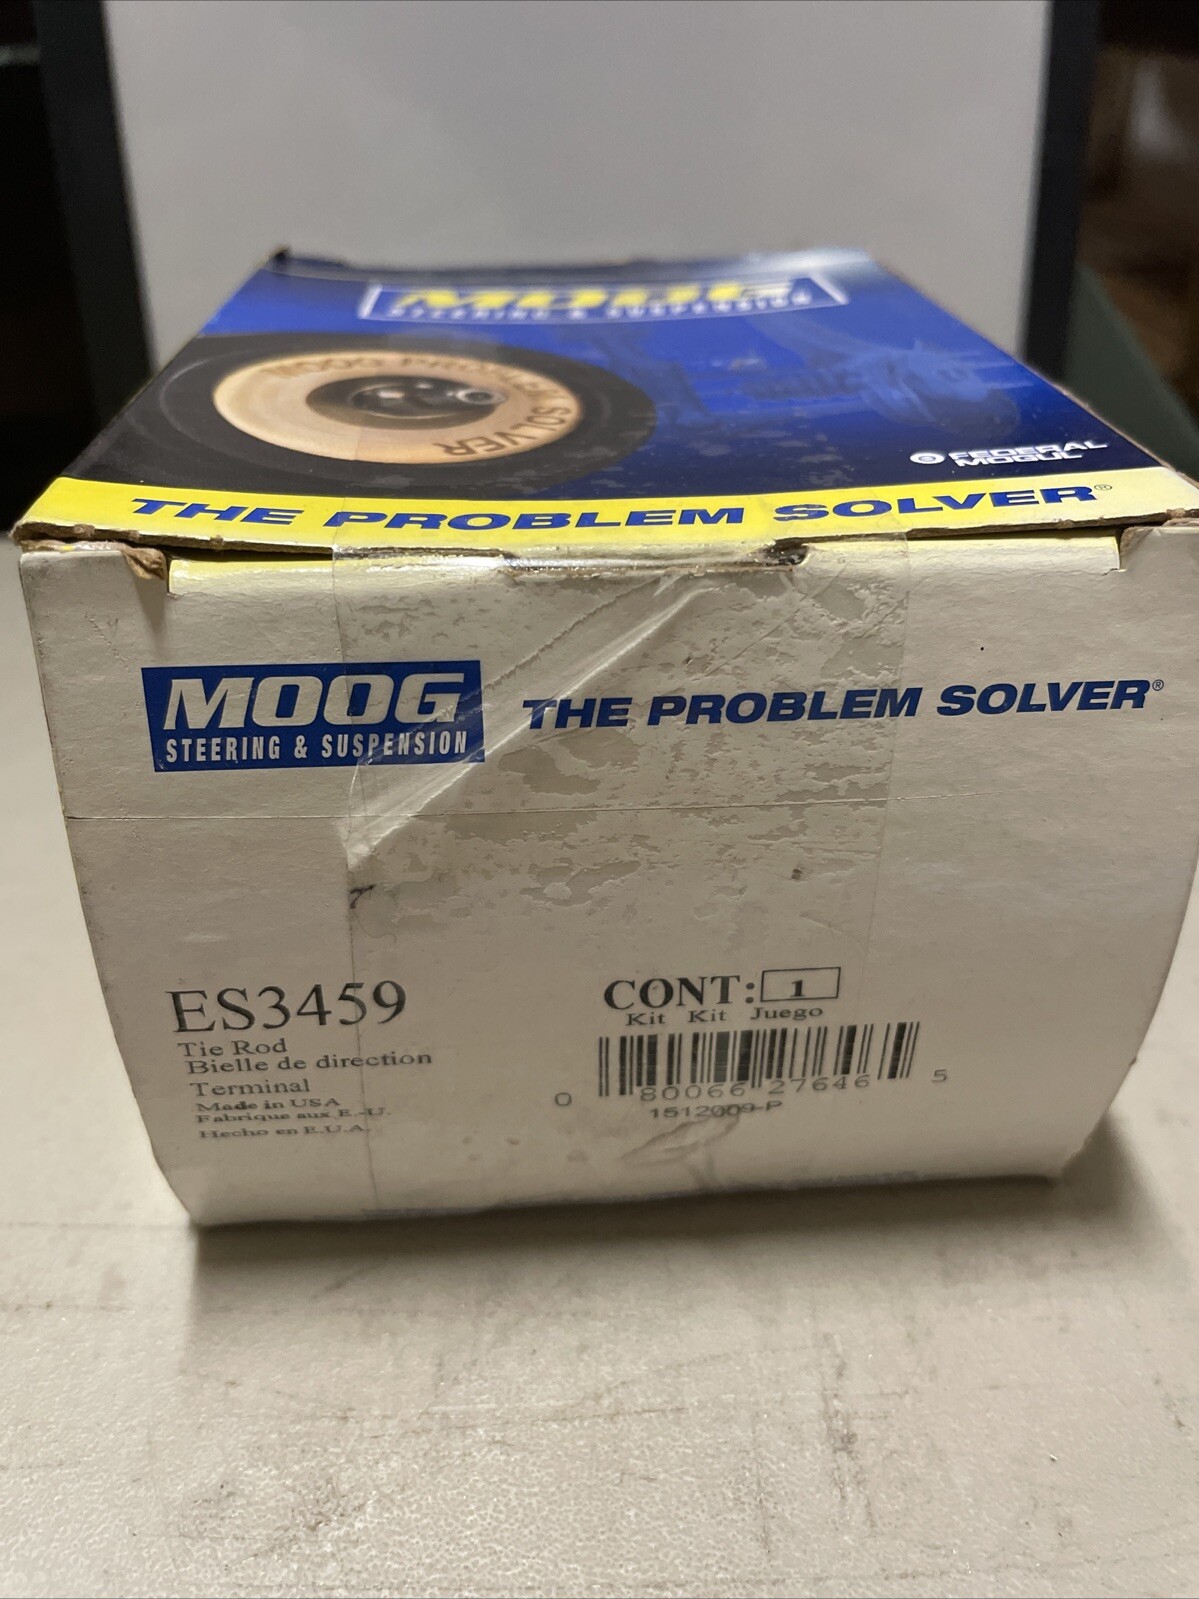 MOOG
STEERING & SUSPENSION
MOOG PROBLEM SOLVER
FEDERAL
MOGUL
THE PROBLEM SOLVER®
MOOG
STEERING & SUSPENSION
THE PROBLEM SOLVER®
ES3459
Tie Rod
Bielle de direction
Terminal
Made in USA
Fabrique aux E.-U.
Hecho en E.U.A.
CONT: 1
Kit Kit Juego
0 80066 27646 5
1512009-P